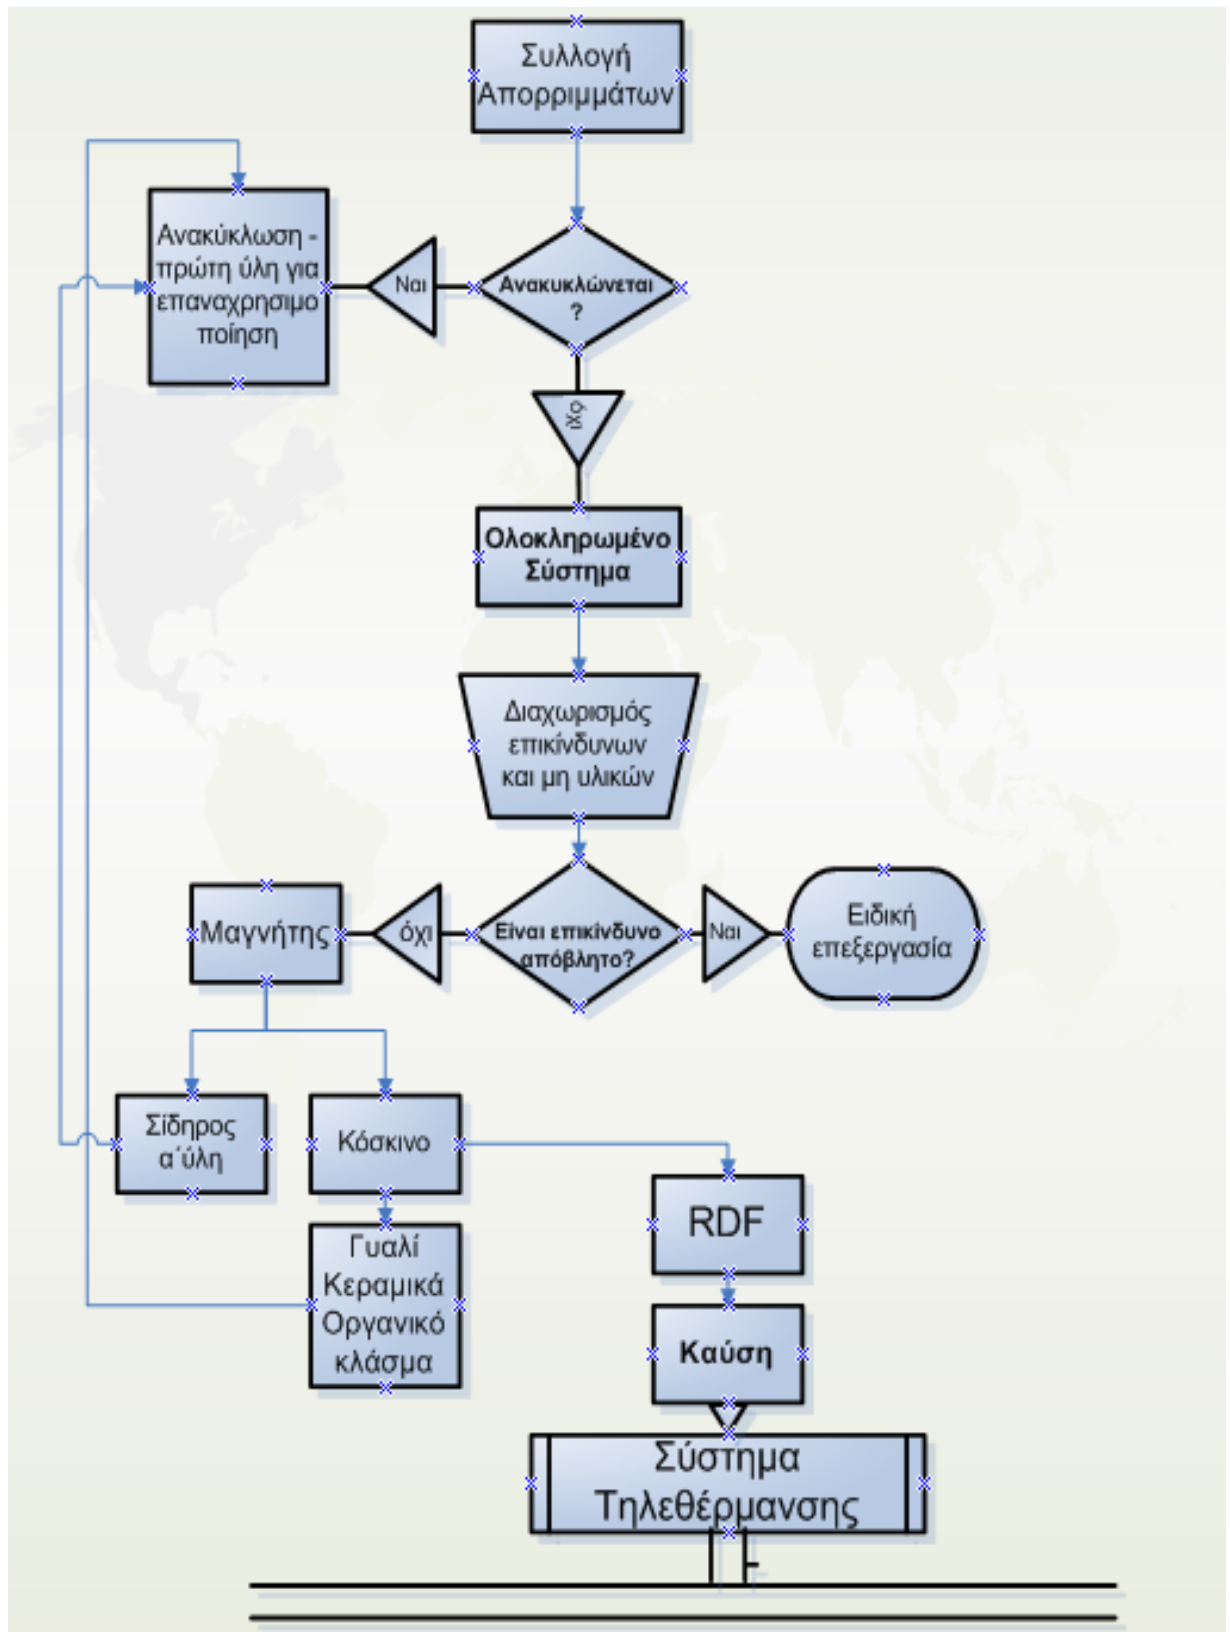 Συλλογή
Απορριμμάτων
Ανακύκλωση -
πρώτη ύλη για
επαναχρησιμο
ποίηση
Ναι
Ανακυκλώνεται
?
όχι
Ολοκληρωμένο
Σύστημα
Διαχωρισμός
επικίνδυνων
και μη υλικών
Μαγνήτης
όχι
Είναι επικίνδυνο
απόβλητο?
Ναι
Ειδική
επεξεργασία
Σίδηρος
α΄ύλη
Κόσκινο
RDF
Γυαλί
Κεραμικά
Οργανικό
κλάσμα
Καύση
Σύστημα
Τηλεθέρμανσης